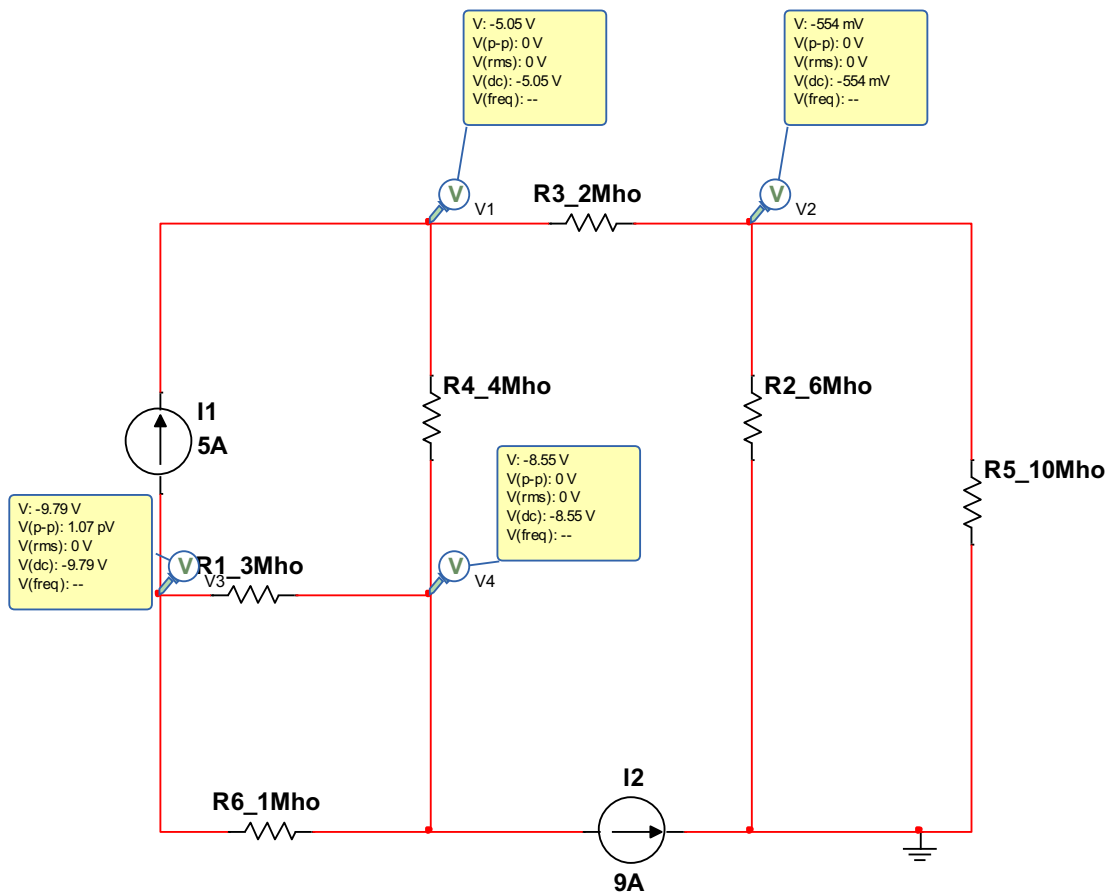 V: -5.05 V
V(p-p): 0 V
V(rms): 0 V
V(dc): -5.05 V
V(freq): --
V: -554 mV
V(p-p): 0 V
V(rms): 0 V
V(dc): -554 mV
V(freq): --
V
V1
R3_2Mho
V
V2
R4_4Mho
R2_6Mho
I1
5A
V: -8.55 V
V(p-p): 0 V
V(rms): 0 V
V(dc): -8.55 V
V(freq): --
R5_10Mho
V: -9.79 V
V(p-p): 1.07 pV
V(rms): 0 V
V(dc): -9.79 V
V(freq): --
V
V3
R1_3Mho
V
V4
R6_1Mho
I2
9A